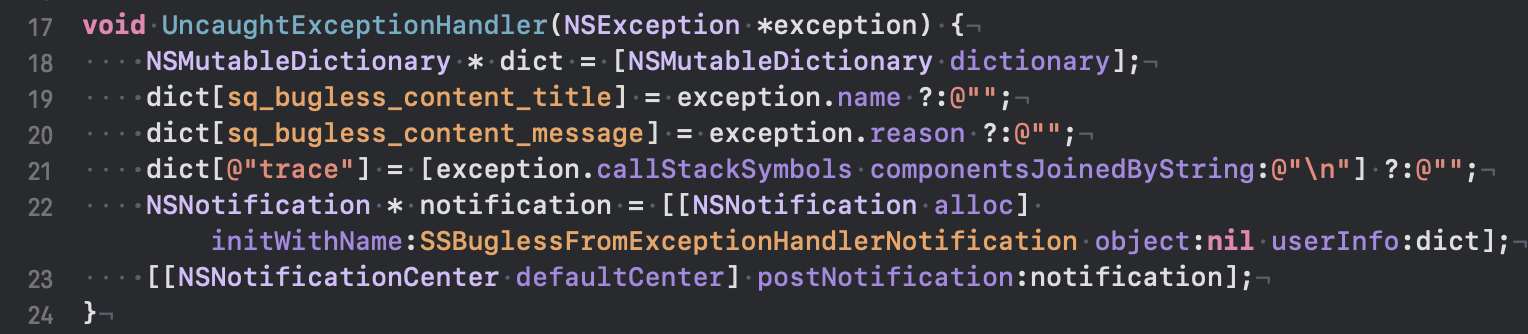 17 void UncaughtExceptionHandler(NSException *exception) {¬
18 ····NSMutableDictionary * dict = [NSMutableDictionary dictionary];¬
19 ····dict[sq_bugless_content_title] = exception.name ?:@"";¬
20 ····dict[sq_bugless_content_message] = exception.reason ?:@"";¬
21 ····dict[@"trace"] = [exception.callStackSymbols componentsJoinedByString:@"\n"] ?:@"";¬
22 ····NSNotification * notification = [[NSNotification alloc]
initWithName:SSBuglessFromExceptionHandlerNotification object:nil userInfo:dict];¬
23 ····[[NSNotificationCenter defaultCenter] postNotification:notification];¬
24 }¬